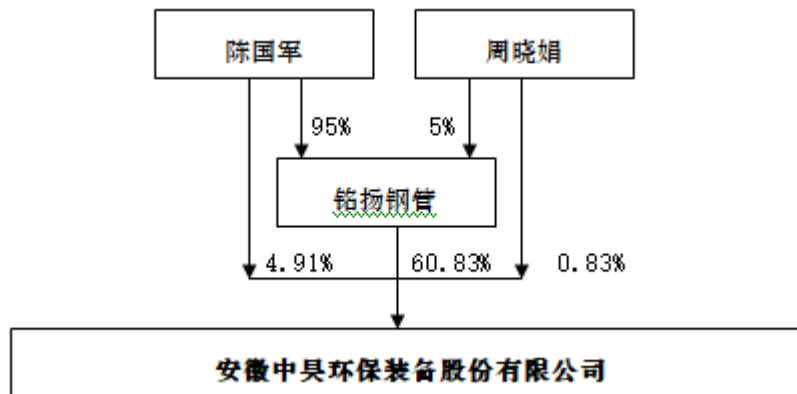 陈国军
周晓娟
95%
5%
铭扬钢管
4.91%
60.83%
0.83%
安徽中昊环保装备股份有限公司